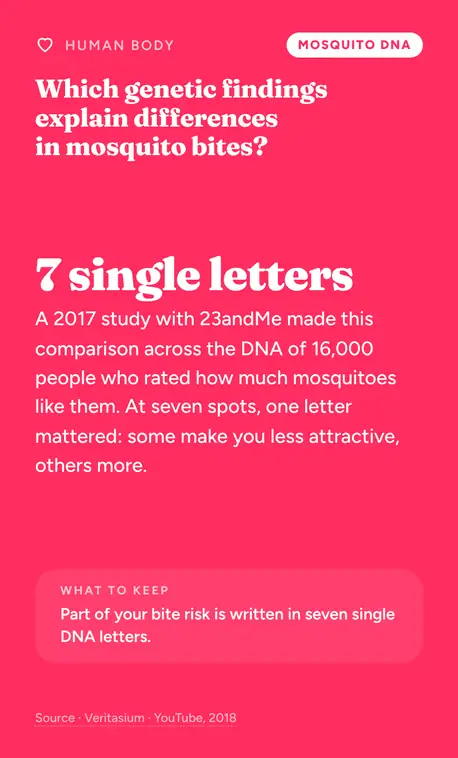 HUMAN BODY
MOSQUITO DNA
Which genetic findings
explain differences
in mosquito bites?
7 single letters
A 2017 study with 23andMe made this
comparison across the DNA of 16,000
people who rated how much mosquitoes
like them. At seven spots, one letter
mattered: some make you less attractive,
others more.
WHAT TO KEEP
Part of your bite risk is written in seven single
DNA letters.
Source · Veritasium · YouTube, 2018